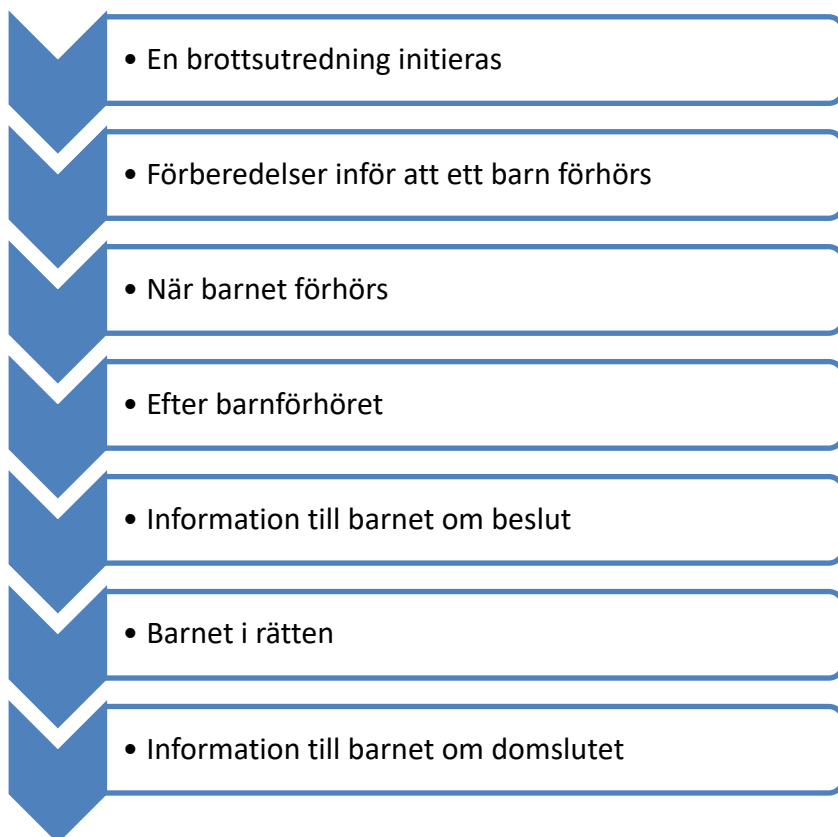 • En brottsutredning initieras
• Förberedelser inför att ett barn förhörs
• När barnet förhörs
• Efter barnförhöret
• Information till barnet om beslut
• Barnet i rätten
• Information till barnet om domslutet